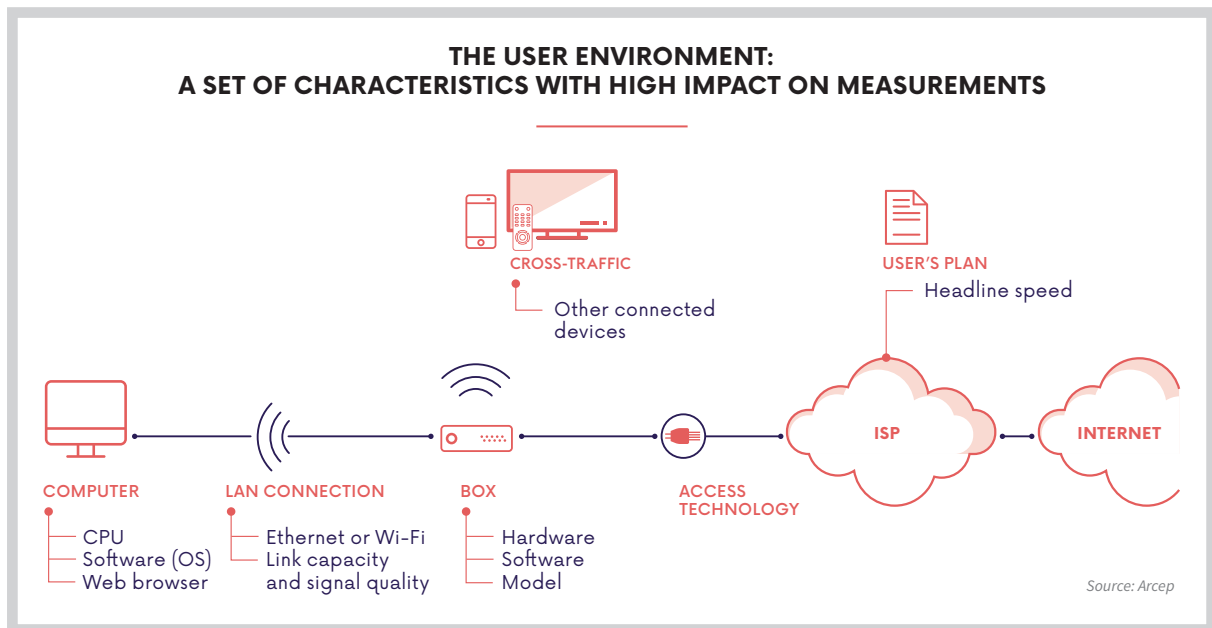 THE USER ENVIRONMENT:
A SET OF CHARACTERISTICS WITH HIGH IMPACT ON MEASUREMENTS
CROSS-TRAFFIC
Other connected
devices
USER'S PLAN
Headline speed
ISP
INTERNET
COMPUTER
CPU
Software (OS)
Web browser
LAN CONNECTION
Ethernet or Wi-Fi
Link capacity
and signal quality
BOX
Hardware
Software
Model
ACCESS
TECHNOLOGY
Source: Arcep